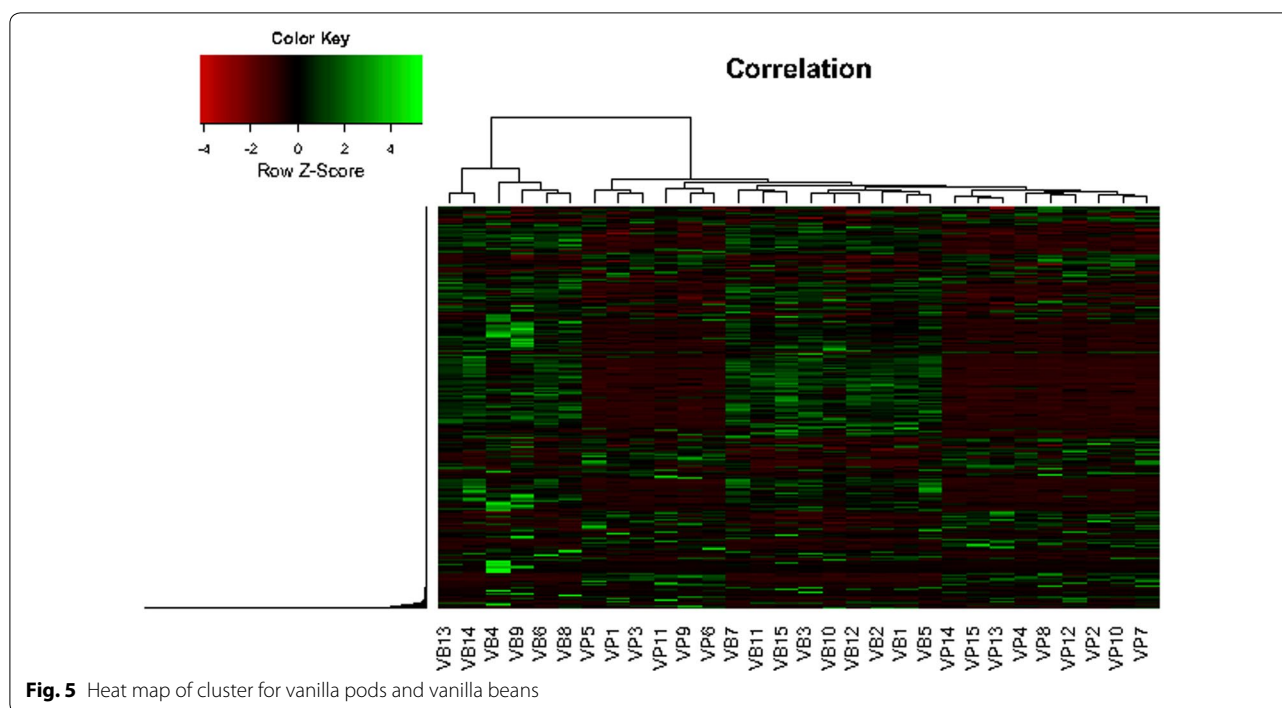 Color Key
-4 -2 0 2 4
Row Z-Score
Correlation
VB13 VB14 VB4 VB9 VB6 VB8 VP5 VP1 VP3 VP11 VP9 VP6 VB7 VB11 VB15 VB3 VB10 VB12 VB2 VB1 VB5 VP14 VP15 VP13 VP4 VP8 VP12 VP2 VP10 VP7
Fig. 5 Heat map of cluster for vanilla pods and vanilla beans